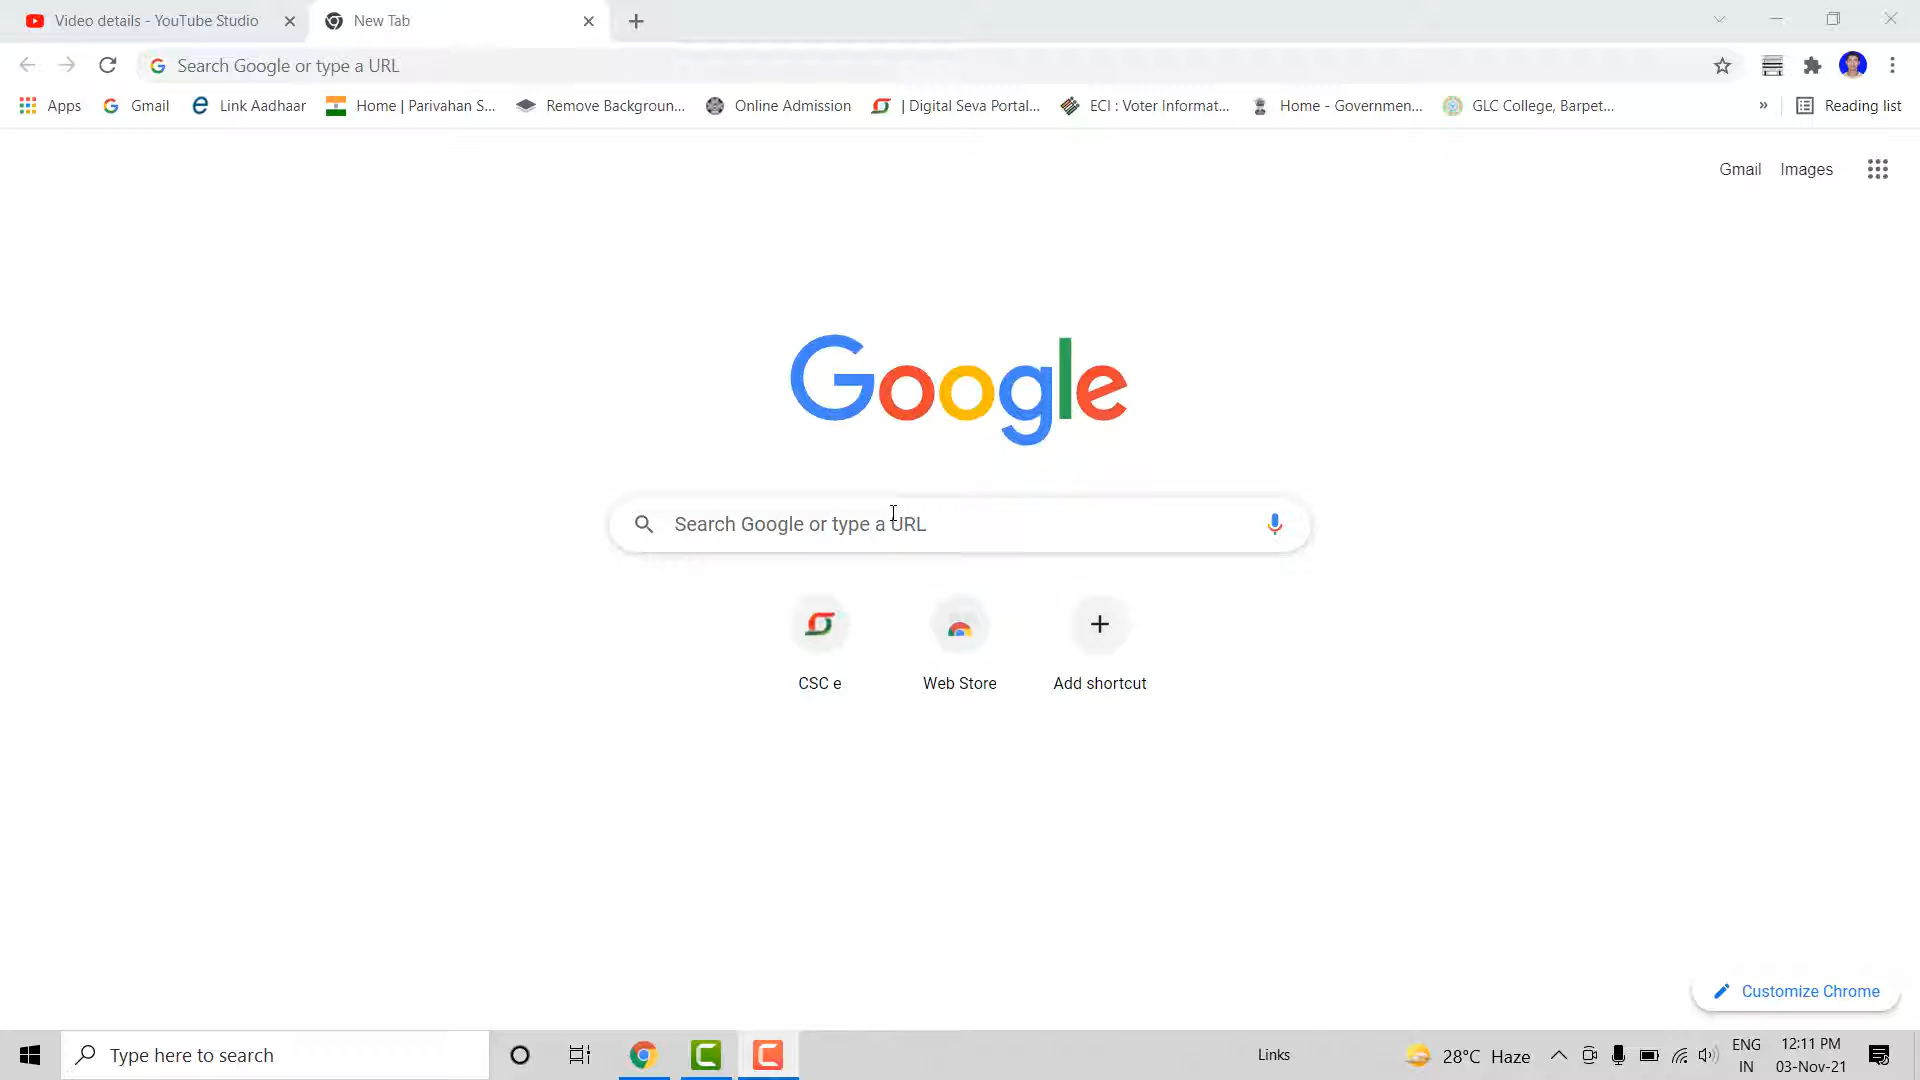 Video details - YouTube Studio
New Tab
Search Google or type a URL
Apps
Gmail
Link Aadhaar
Home | Parivahan S...
Remove Backgroun...
Online Admission
| Digital Seva Portal...
ECI : Voter Informat...
Home - Governmen...
GLC College, Barpet...
»
Reading list
Gmail
Images
Google
Search Google or type a URL
CSC e
Web Store
Add shortcut
Customize Chrome
Type here to search
Links
28°C Haze
ENG
IN
12:11 PM
03-Nov-21